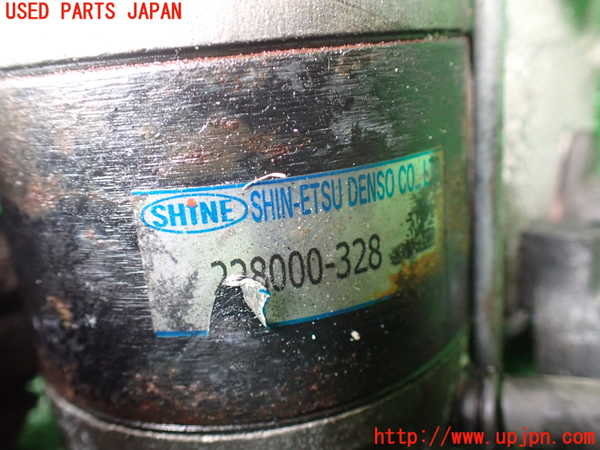 USED PARTS JAPAN
SHiNE SHIN-ETSU DENSO CO.,
228000-328
http://www.upjpn.com/